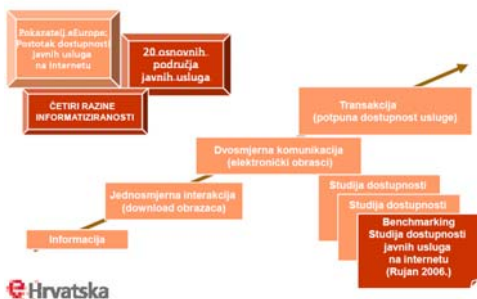 Pokazatelj eEurope:
Postotak dostupnosti
javnih usluga
na internetu
20 osnovnih
područja
javnih usluga
ČETIRI RAZINE
INFORMATIZIRANOSTI
Transakcija
(potpuna dostupnost usluge)
Dvosmjerna komunikacija
(elektronički obrasci)
Jednosmjerna interakcija
(download obrazaca)
Informacija
Studija dostupnosti
Studija dostupnosti
Benchmarking
Studija dostupnosti
javnih usluga
na internetu
(Rujan 2006.)
e Hrvatska